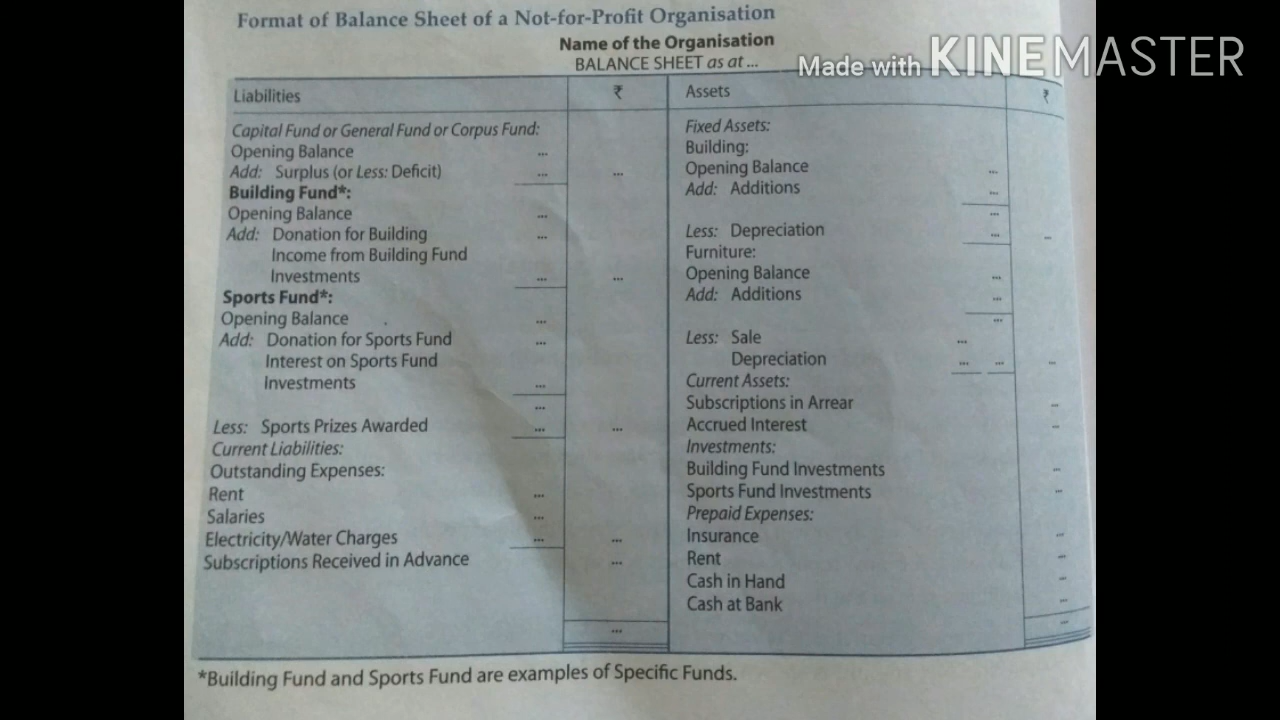 Format of Balance Sheet of a Not-for-Profit Organisation
Name of the Organisation
BALANCE SHEET as at ...
Made with KINEMASTER
Liabilities ₹ Assets ₹
Capital Fund or General Fund or Corpus Fund:
Opening Balance ...
Add: Surplus (or Less: Deficit) ... ...
Building Fund*:
Opening Balance ...
Add: Donation for Building ...
Income from Building Fund
Investments ... ...
Sports Fund*:
Opening Balance ...
Add: Donation for Sports Fund ...
Interest on Sports Fund
Investments ...
...
Less: Sports Prizes Awarded ... ...
Current Liabilities:
Outstanding Expenses:
Rent ...
Salaries ...
Electricity/Water Charges ... ...
Subscriptions Received in Advance ...
...
Fixed Assets:
Building:
Opening Balance ...
Add: Additions ...
...
Less: Depreciation ... ...
Furniture:
Opening Balance ...
Add: Additions ...
...
Less: Sale ...
Depreciation ... ... ...
Current Assets:
Subscriptions in Arrear ...
Accrued Interest ...
Investments:
Building Fund Investments ...
Sports Fund Investments ...
Prepaid Expenses:
Insurance ...
Rent ...
Cash in Hand ...
Cash at Bank ...
...
*Building Fund and Sports Fund are examples of Specific Funds.